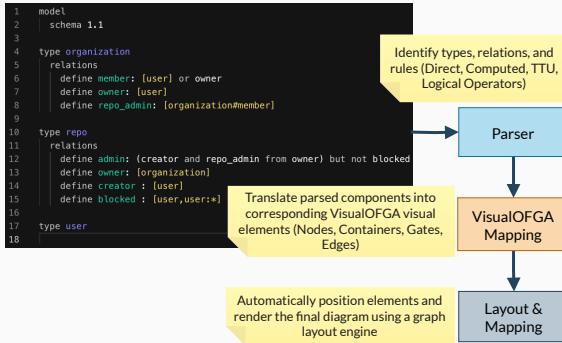 1 model
2 schema 1.1
3
4 type organization
5 relations
6 define member: [user] or owner
7 define owner: [user]
8 define repo_admin: [organization#member]
9
10 type repo
11 relations
12 define admin: (creator and repo_admin from owner) but not blocked
13 define owner: [organization]
14 define creator : [user]
15 define blocked : [user,user:*]
16
17 type user
18
Identify types, relations, and
rules (Direct, Computed, TTU,
Logical Operators)
Parser
Translate parsed components into
corresponding VisualOFGA visual
elements (Nodes, Containers, Gates,
Edges)
VisualOFGA
Mapping
Automatically position elements and
render the final diagram using a graph
layout engine
Layout &
Mapping